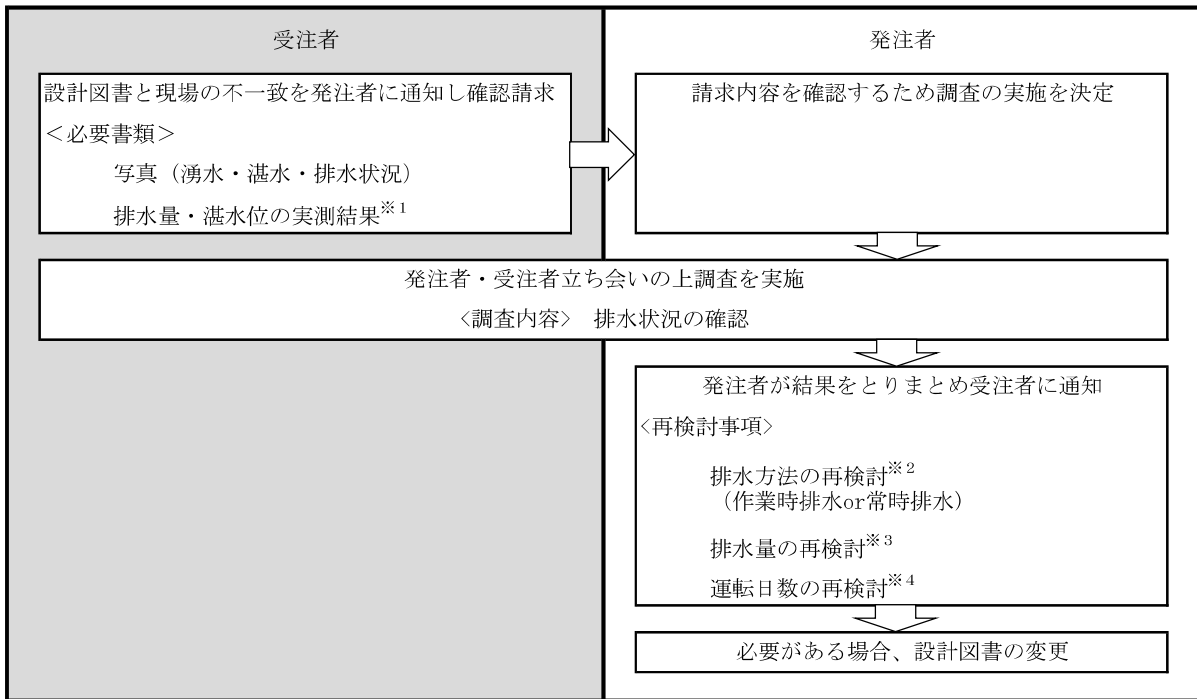 受注者
発注者
設計図書と現場の不一致を発注者に通知し確認請求
＜必要書類＞
写真（湧水・湛水・排水状況）
排水量・湛水位の実測結果※1
請求内容を確認するため調査の実施を決定
発注者・受注者立ち会いの上調査を実施
<調査内容>　排水状況の確認
発注者が結果をとりまとめ受注者に通知
<再検討事項>
排水方法の再検討※2
（作業時排水or常時排水）
排水量の再検討※3
運転日数の再検討※4
必要がある場合、設計図書の変更